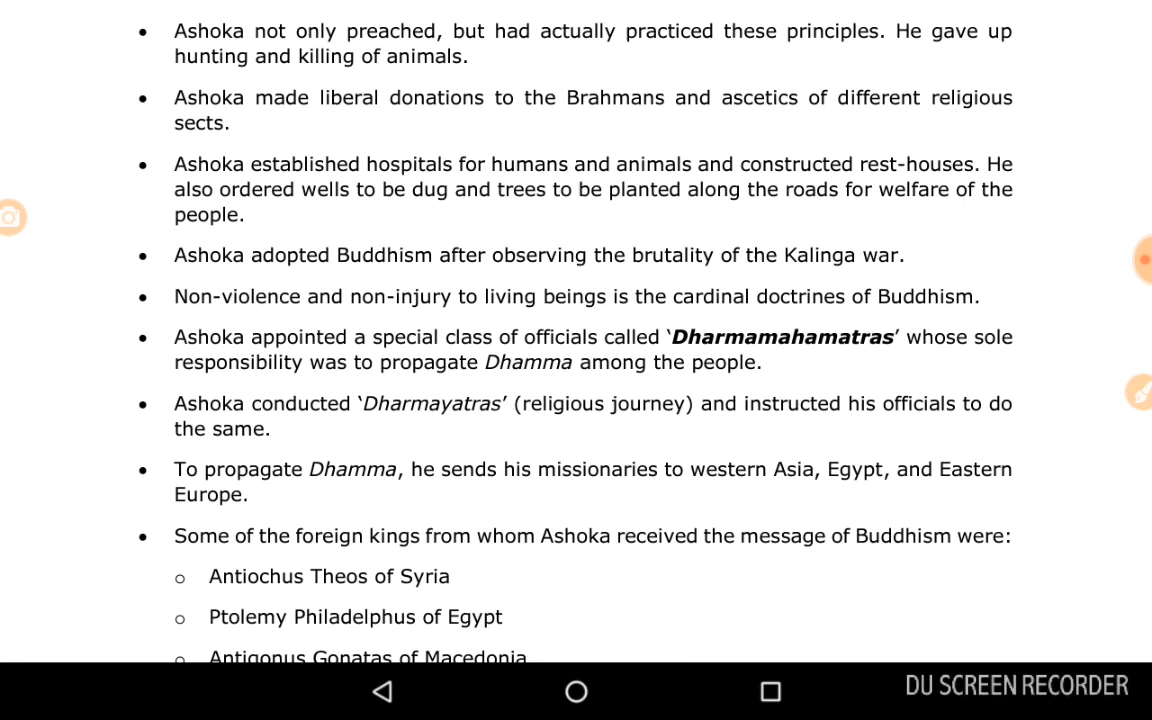 • Ashoka not only preached, but had actually practiced these principles. He gave up
hunting and killing of animals.
• Ashoka made liberal donations to the Brahmans and ascetics of different religious
sects.
• Ashoka established hospitals for humans and animals and constructed rest-houses. He
also ordered wells to be dug and trees to be planted along the roads for welfare of the
people.
• Ashoka adopted Buddhism after observing the brutality of the Kalinga war.
• Non-violence and non-injury to living beings is the cardinal doctrines of Buddhism.
• Ashoka appointed a special class of officials called ‘Dharmamahamatras’ whose sole
responsibility was to propagate Dhamma among the people.
• Ashoka conducted ‘Dharmayatras’ (religious journey) and instructed his officials to do
the same.
• To propagate Dhamma, he sends his missionaries to western Asia, Egypt, and Eastern
Europe.
• Some of the foreign kings from whom Ashoka received the message of Buddhism were:
o Antiochus Theos of Syria
o Ptolemy Philadelphus of Egypt
o Antigonus Gonatas of Macedonia
DU SCREEN RECORDER